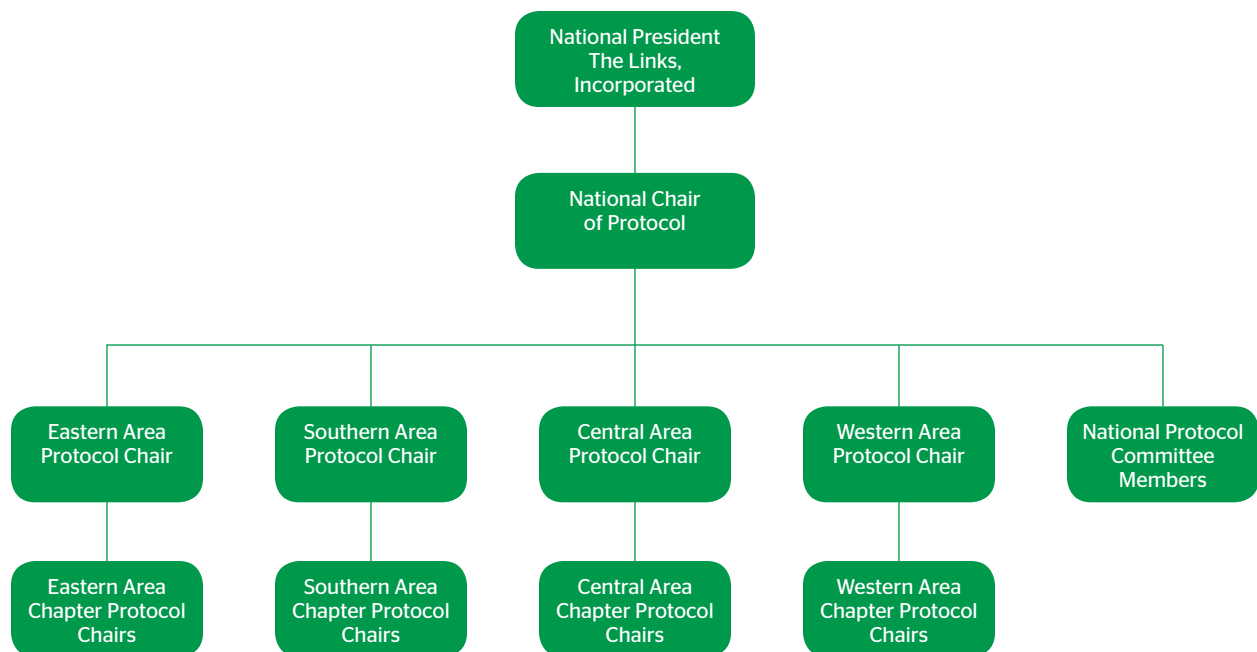 National President
The Links,
Incorporated
National Chair
of Protocol
Eastern Area
Protocol Chair
Southern Area
Protocol Chair
Central Area
Protocol Chair
Western Area
Protocol Chair
National Protocol
Committee
Members
Eastern Area
Chapter Protocol
Chairs
Southern Area
Chapter Protocol
Chairs
Central Area
Chapter Protocol
Chairs
Western Area
Chapter Protocol
Chairs